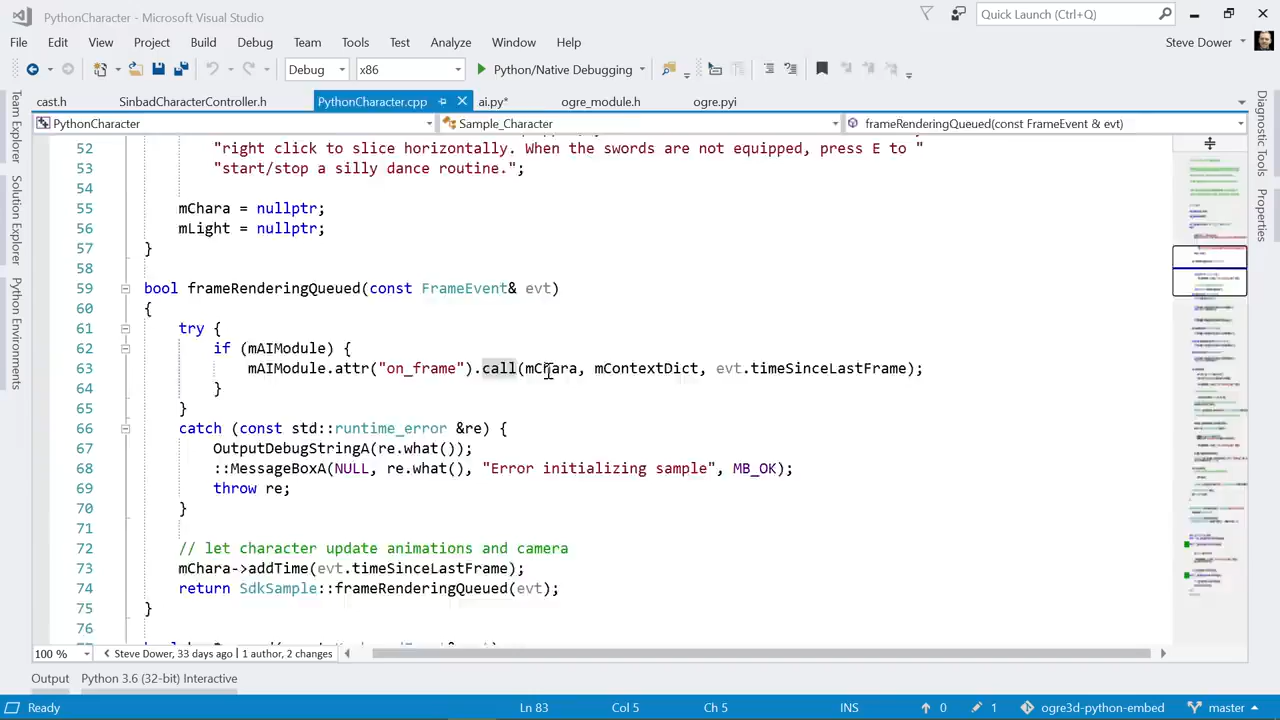 PythonCharacter - Microsoft Visual Studio
Quick Launch (Ctrl+Q)
File Edit View Project Build Debug Team Tools Test Analyze Window Help
Steve Dower
Debug x86 Python/Native Debugging
cast.h SinbadCharacterController.h PythonCharacter.cpp ai.py* ogre_module.h ogre.pyi
PythonCharacter Sample_Character frameRenderingQueued(const FrameEvent & evt)
Team Explorer
Solution Explorer
Python Environments
Diagnostic Tools
Properties
52 "right click to slice horizontally. When the swords are not equipped, press E to "
53 "start/stop a silly dance routine.";
54
55 mChara = nullptr;
56 mLight = nullptr;
57 }
58
59 bool frameRenderingQueued(const FrameEvent& evt)
60 {
61 try {
62 if (mAIModule) {
63 mAIModule.attr("on_frame").call(mChara, mContextDict, evt.timeSinceLastFrame);
64 }
65 }
66 catch (const std::runtime_error &re) {
67 OutputDebugStringA(re.what());
68 ::MessageBoxA(NULL, re.what(), "Error initializing sample", MB_OK);
69 throw re;
70 }
71
72 // let character update animations and camera
73 mChara->addTime(evt.timeSinceLastFrame);
74 return SdkSample::frameRenderingQueued(evt);
75 }
76
100 % Steve Dower, 33 days ago | 1 author, 2 changes
Output Python 3.6 (32-bit) Interactive
Ready Ln 83 Col 5 Ch 5 INS 0 1 ogre3d-python-embed master